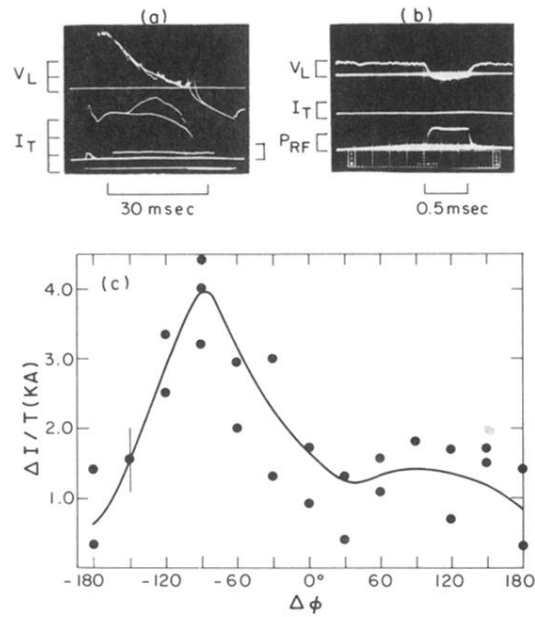 (a)
(b)
V_L
I_T
30 msec
V_L
I_T
P_RF
0.5 msec
(c)
ΔI/T(KA)
4.0
3.0
2.0
1.0
-180 -120 -60 0° 60 120 180
Δϕ